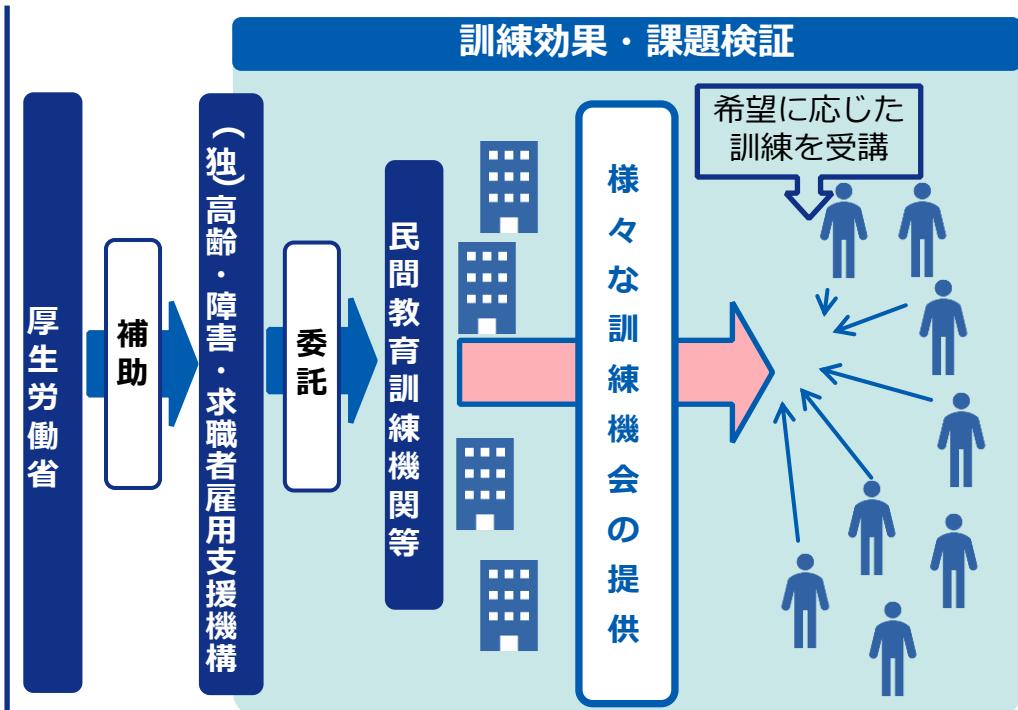 訓練効果・課題検証
厚生労働省
補助
（独）高齢・障害・求職者雇用支援機構
委託
民間教育訓練機関等
様々な訓練機会の提供
希望に応じた
訓練を受講